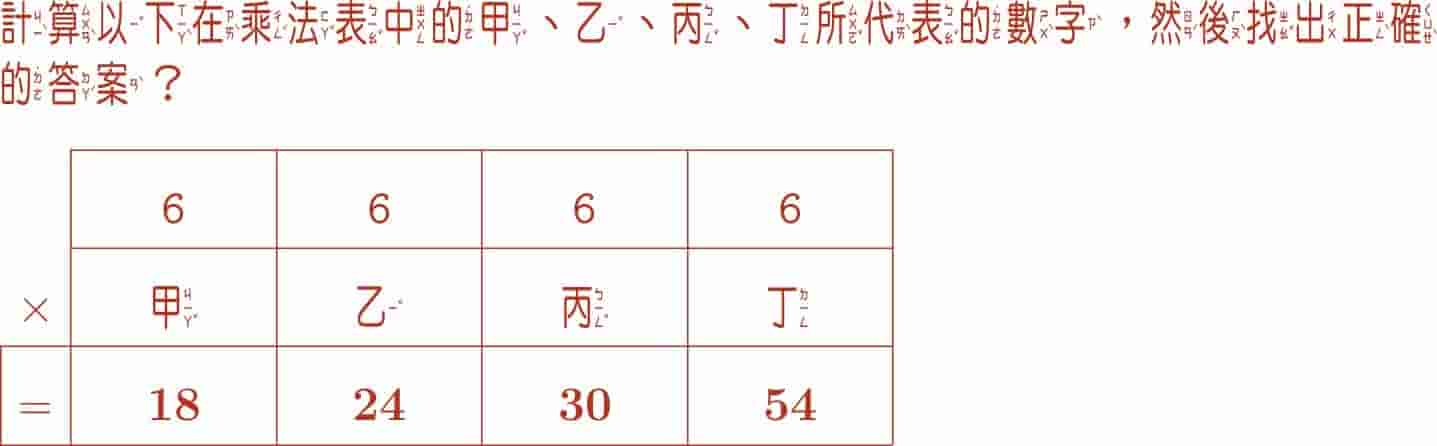 計算以下在乘法表中的甲、乙、丙、丁所代表的數字，然後找出正確
的答案？
6 6 6 6
× 甲 乙 丙 丁
= 18 24 30 54